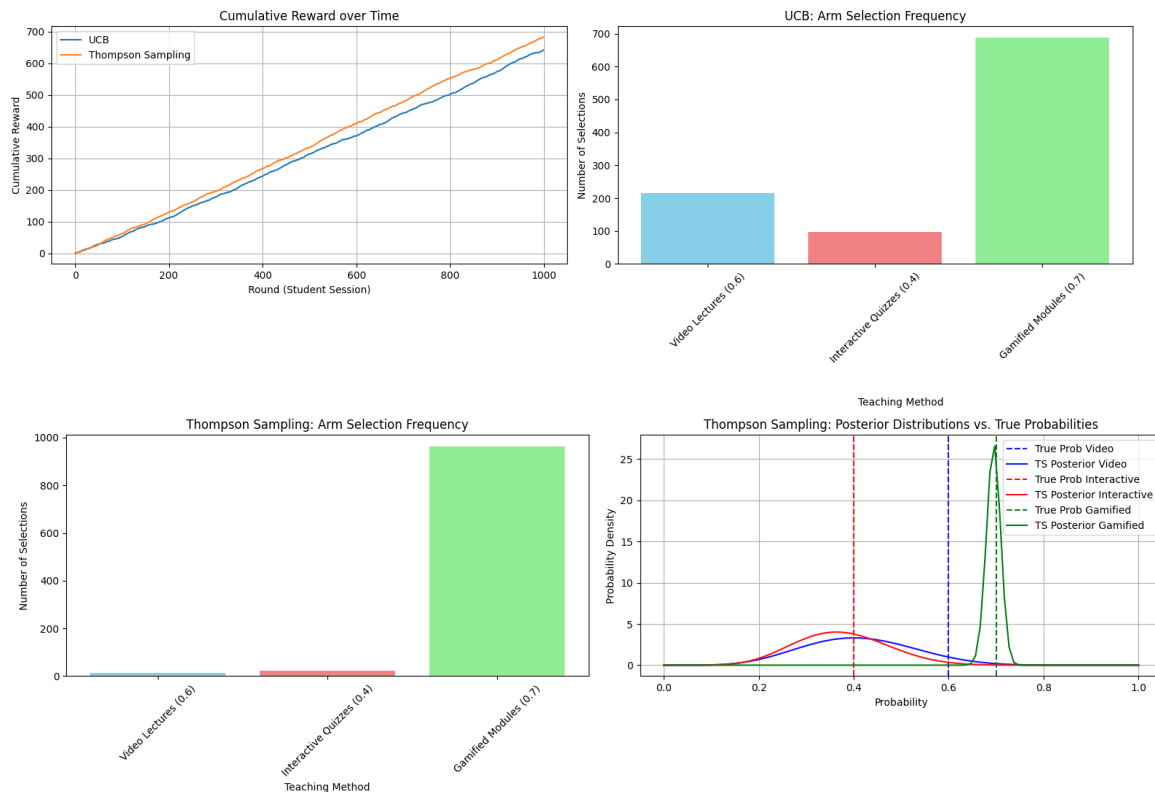 Cumulative Reward over Time
UCB
Thompson Sampling
Cumulative Reward
700
600
500
400
300
200
100
0
0
200
400
600
800
1000
Round (Student Session)
UCB: Arm Selection Frequency
Number of Selections
700
600
500
400
300
200
100
0
Video Lectures (0.6)
Interactive Quizzes (0.4)
Gamified Modules (0.7)
Teaching Method
Thompson Sampling: Arm Selection Frequency
Number of Selections
1000
800
600
400
200
0
Video Lectures (0.6)
Interactive Quizzes (0.4)
Gamified Modules (0.7)
Teaching Method
Thompson Sampling: Posterior Distributions vs. True Probabilities
True Prob Video
TS Posterior Video
True Prob Interactive
TS Posterior Interactive
True Prob Gamified
TS Posterior Gamified
Probability Density
25
20
15
10
5
0
0.0
0.2
0.4
0.6
0.8
1.0
Probability